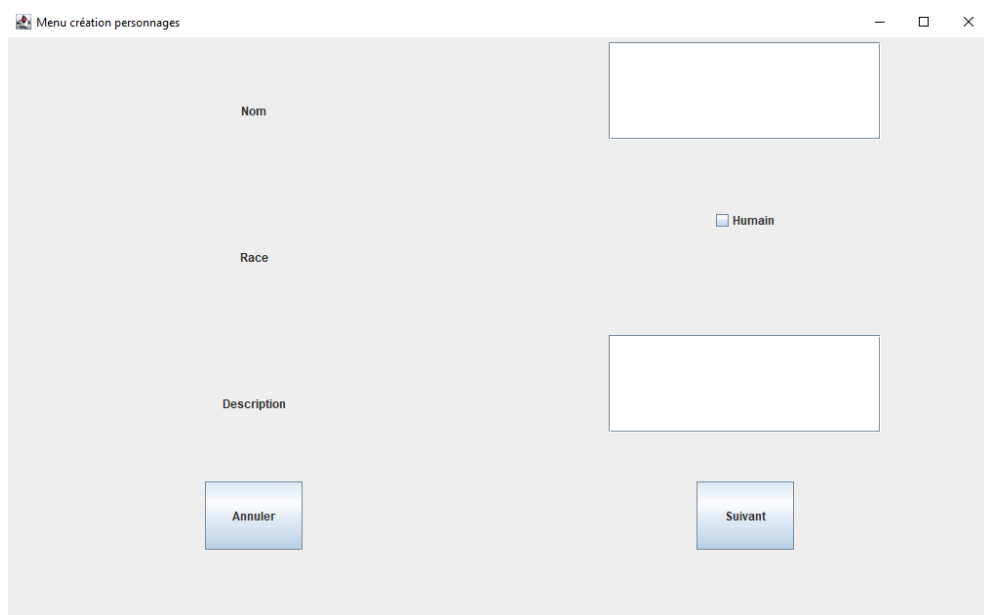 Menu création personnages
Nom
Humain
Race
Description
Annuler
Suivant